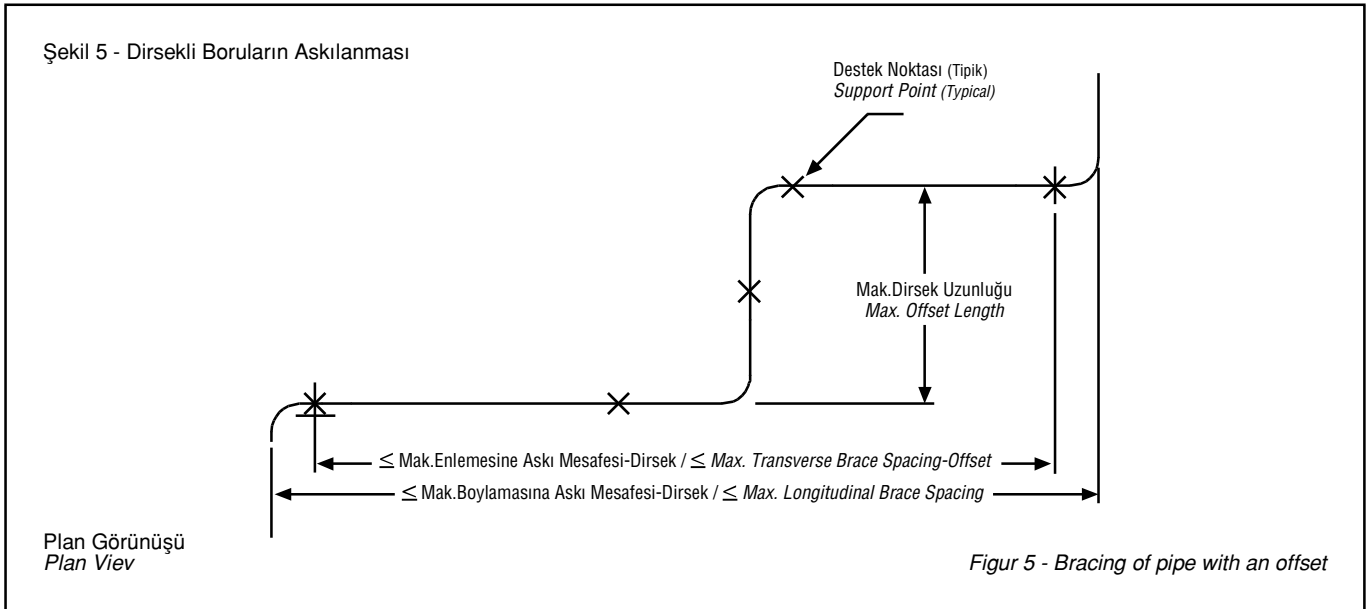 Şekil 5 - Dirsekli Boruların Askılanması
Destek Noktası (Tipik)
Support Point (Typical)
Mak.Dirsek Uzunluğu
Max. Offset Length
≤ Mak.Enlemesine Askı Mesafesi-Dirsek / ≤ Max. Transverse Brace Spacing-Offset
≤ Mak.Boylamasına Askı Mesafesi-Dirsek / ≤ Max. Longitudinal Brace Spacing
Plan Görünüşü
Plan Viev
Figur 5 - Bracing of pipe with an offset